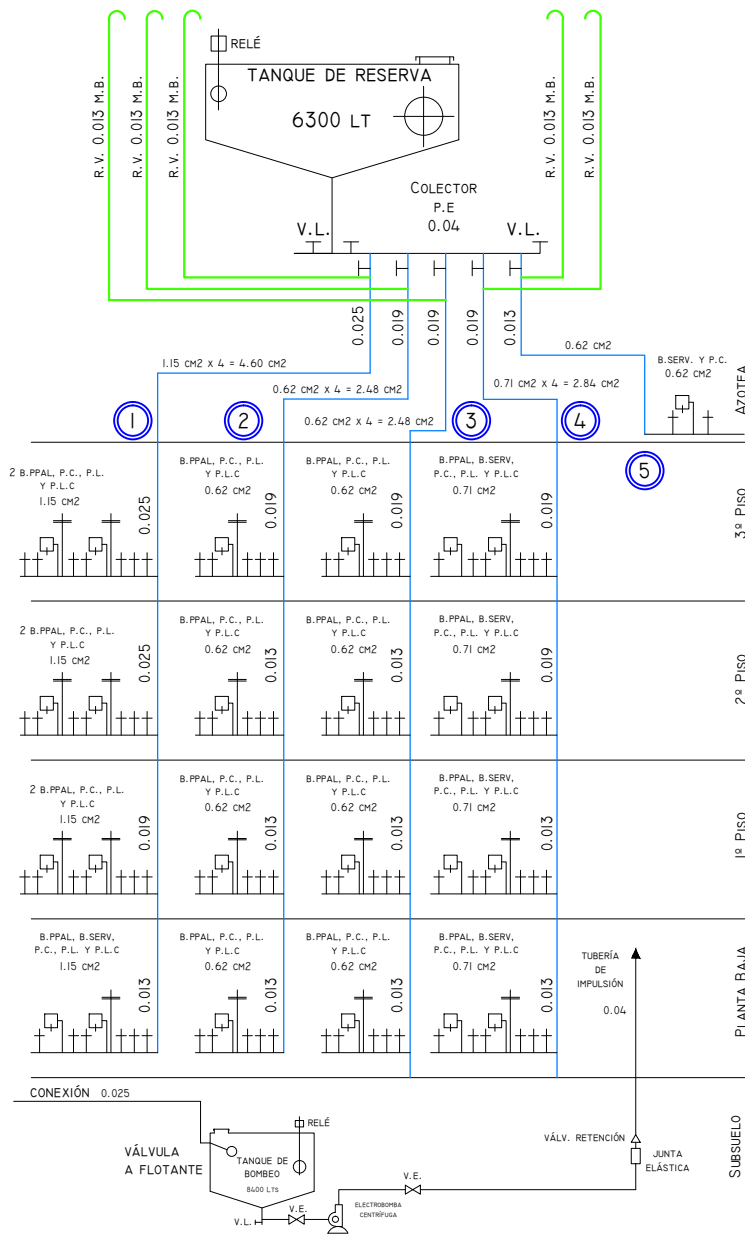 R.V. 0.013 M.B.
R.V. 0.013 M.B.
R.V. 0.013 M.B.
RELÉ
TANQUE DE RESERVA
6300 LT
R.V. 0.013 M.B.
R.V. 0.013 M.B.
COLECTOR
P.E
0.04
V.L.
V.L.
0.025
0.019
0.019
0.019
0.013
1.15 CM2 X 4 = 4.60 CM2
0.62 CM2 X 4 = 2.48 CM2
0.62 CM2 X 4 = 2.48 CM2
0.71 CM2 X 4 = 2.84 CM2
0.62 CM2
B.SERV. Y P.C.
0.62 CM2
AZOTEA
1
2
3
4
5
2 B.PPAL, P.C., P.L.
Y P.L.C
1.15 CM2
0.025
B.PPAL, P.C., P.L.
Y P.L.C
0.62 CM2
0.019
B.PPAL, P.C., P.L.
Y P.L.C
0.62 CM2
0.019
B.PPAL, B.SERV,
P.C., P.L. Y P.L.C
0.71 CM2
0.019
3º PISO
2 B.PPAL, P.C., P.L.
Y P.L.C
1.15 CM2
0.025
B.PPAL, P.C., P.L.
Y P.L.C
0.62 CM2
0.013
B.PPAL, P.C., P.L.
Y P.L.C
0.62 CM2
0.013
B.PPAL, B.SERV,
P.C., P.L. Y P.L.C
0.71 CM2
0.019
2º PISO
2 B.PPAL, P.C., P.L.
Y P.L.C
1.15 CM2
0.019
B.PPAL, P.C., P.L.
Y P.L.C
0.62 CM2
0.013
B.PPAL, P.C., P.L.
Y P.L.C
0.62 CM2
0.013
B.PPAL, B.SERV,
P.C., P.L. Y P.L.C
0.71 CM2
0.013
1º PISO
B.PPAL, B.SERV,
P.C., P.L. Y P.L.C
1.15 CM2
0.013
B.PPAL, P.C., P.L.
Y P.L.C
0.62 CM2
0.013
B.PPAL, P.C., P.L.
Y P.L.C
0.62 CM2
0.013
B.PPAL, B.SERV,
P.C., P.L. Y P.L.C
0.71 CM2
0.013
TUBERÍA
DE
IMPULSIÓN
0.04
PLANTA BAJA
CONEXIÓN 0.025
VÁLVULA
A FLOTANTE
RELÉ
TANQUE DE
BOMBEO
8400 LTS
V.L.
V.E.
ELECTROBOMBA
CENTRÍFUGA
V.E.
VÁLV. RETENCIÓN
JUNTA
ELÁSTICA
SUBSUELO